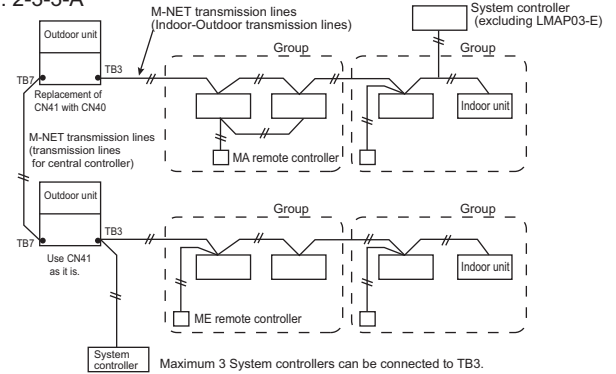 : 2-3-3-A
M-NET transmission lines
(Indoor-Outdoor transmission lines)
System controller
(excluding LMAP03-E)
Outdoor unit
Group
Group
TB7
TB3
Replacement of
CN41 with CN40
Indoor unit
MA remote controller
M-NET transmission lines
(transmission lines
for central controller)
Outdoor unit
Group
Group
TB7
TB3
Use CN41
as it is.
Indoor unit
ME remote controller
System
controller
Maximum 3 System controllers can be connected to TB3.